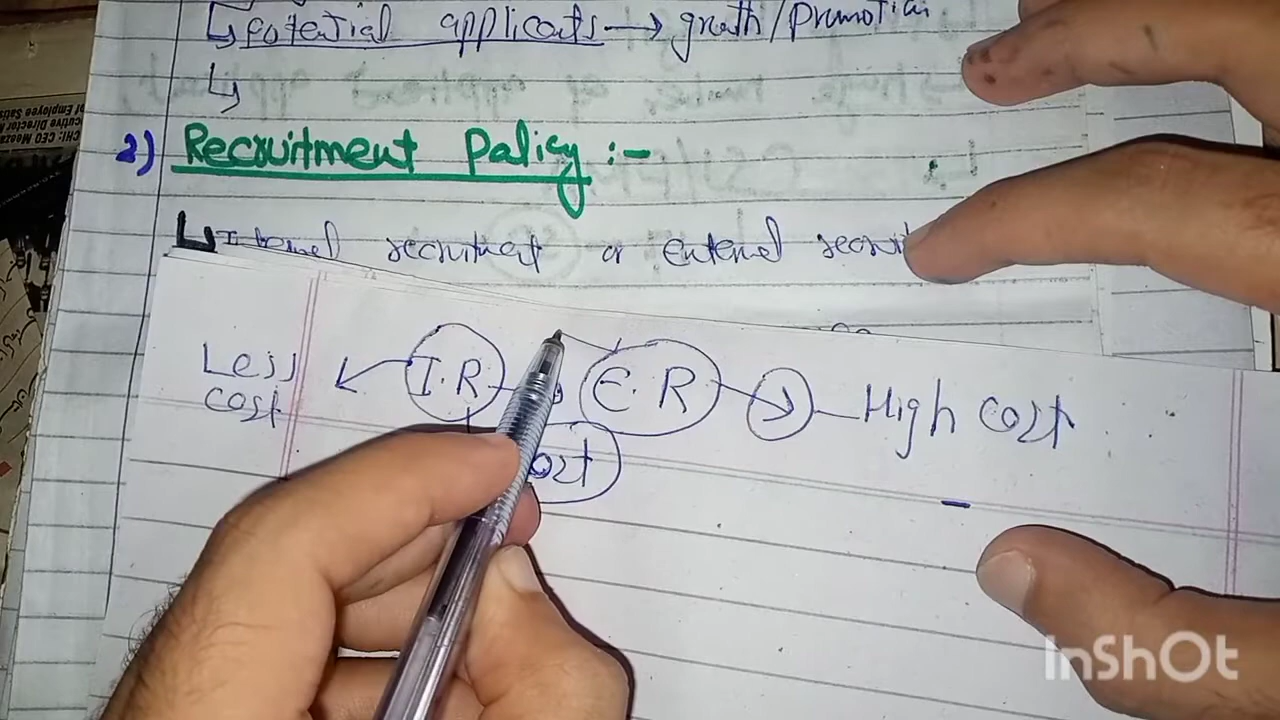 ↳ potential applicants → growth/promotion
↳
2) Recruitment Policy :-
↳ Internal recruitment or external recruit
Less cost
I.R
E.R
High Cost
Cost
InShOt